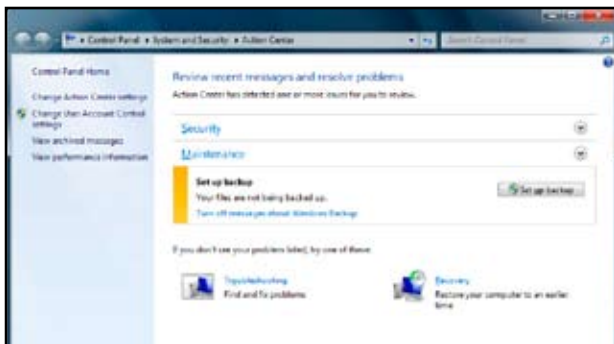 Control Panel ▸ System and Security ▸ Action Center
Search Control Panel
Control Panel Home
Change Action Center settings
Change User Account Control
settings
View archived messages
View performance information
Review recent messages and resolve problems
Action Center has detected one or more issues for you to review.
Security
Maintenance
Set up backup
Your files are not being backed up.
Turn off messages about Windows Backup
Set up backup
If you don't see your problem listed, try one of these:
Troubleshooting
Find and fix problems
Recovery
Restore your computer to an earlier
time